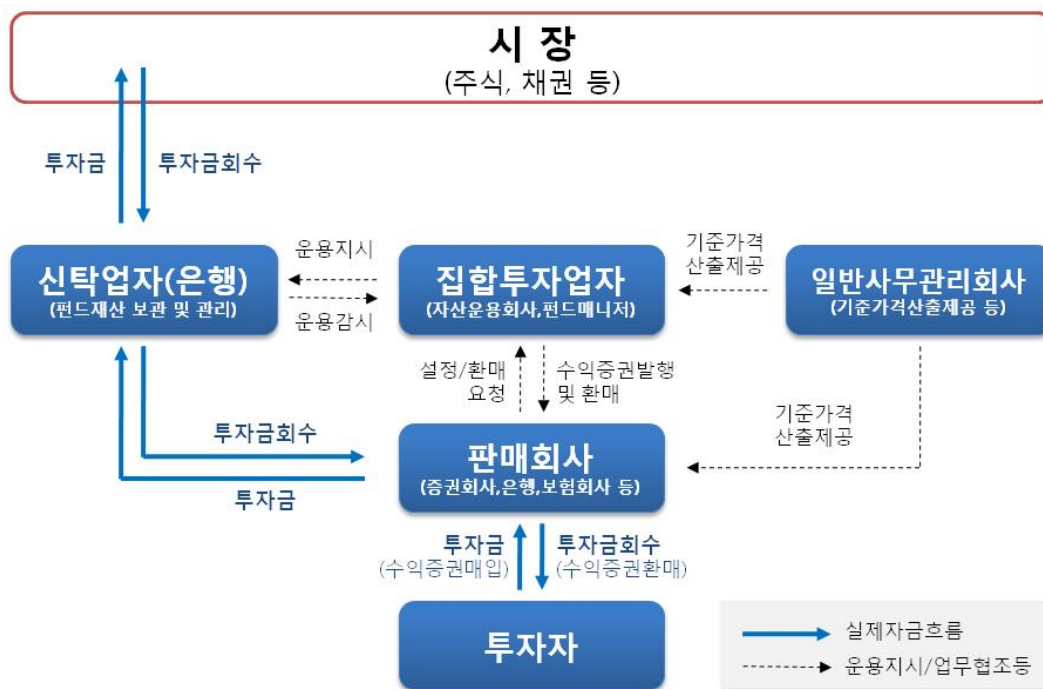 시 장
(주식, 채권 등)
투자금
투자금회수
신탁업자(은행)
(펀드재산 보관 및 관리)
운용지시
운용감시
집합투자업자
(자산운용회사,펀드매니저)
기준가격
산출제공
일반사무관리회사
(기준가격산출제공 등)
설정/환매
요청
수익증권발행
및 환매
기준가격
산출제공
투자금회수
투자금
판매회사
(증권회사,은행,보험회사 등)
투자금
(수익증권매입)
투자금회수
(수익증권환매)
투자자
실제자금흐름
운용지시/업무협조등